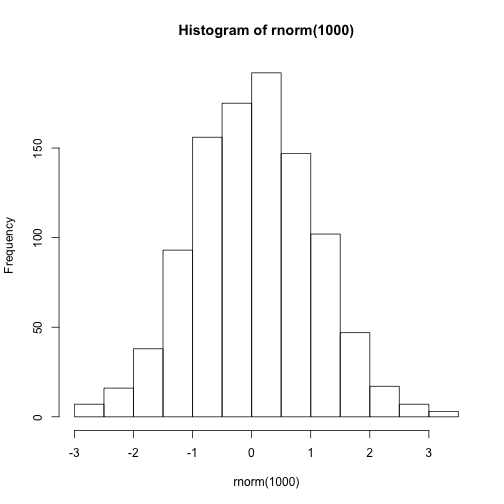 Histogram of rnorm(1000)
Frequency
150
100
50
0
-3 -2 -1 0 1 2 3
rnorm(1000)